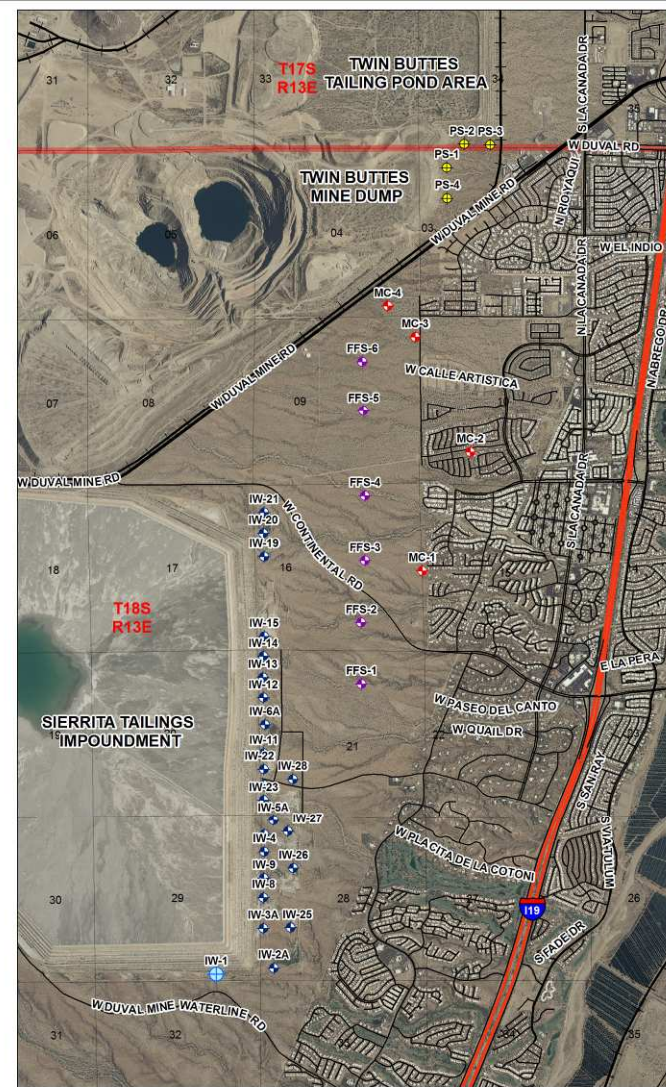 31
32
33
T17S
R13E
TWIN BUTTES
TAILING POND AREA
34
S LA CANADA DR
35
PS-2
PS-3
W DUVAL RD
PS-1
TWIN BUTTES
MINE DUMP
PS-4
N RIO YAQUI
W DUVAL MINE RD
06
05
04
03
W EL INDIO
N LA CANADA DR
N ABREGO DR
MC-4
MC-3
FFS-6
W DUVAL MINE RD
W CALLE ARTISTICA
07
08
09
FFS-5
MC-2
S LA CANADA DR
W DUVAL MINE RD
FFS-4
IW-21
IW-20
IW-19
W CONTINENTAL RD
18
17
16
FFS-3
MC-1
15
14
T18S
R13E
FFS-2
IW-15
IW-14
IW-13
IW-12
FFS-1
E LA PERA
W PASEO DEL CANTO
IW-6A
SIERRITA TAILINGS
IMPOUNDMENT
19
20
IW-11
21
22
W QUAIL DR
23
IW-22
IW-28
S SAN RAY
IW-23
IW-5A
IW-27
IW-4
W PLACITA DE LA COTONI
S VIA TULUM
IW-9
IW-26
IW-8
30
29
28
26
I19
IW-3A
IW-25
S FADE DR
IW-1
IW-2A
W DUVAL MINE WATERLINE RD
31
32
33
34
35